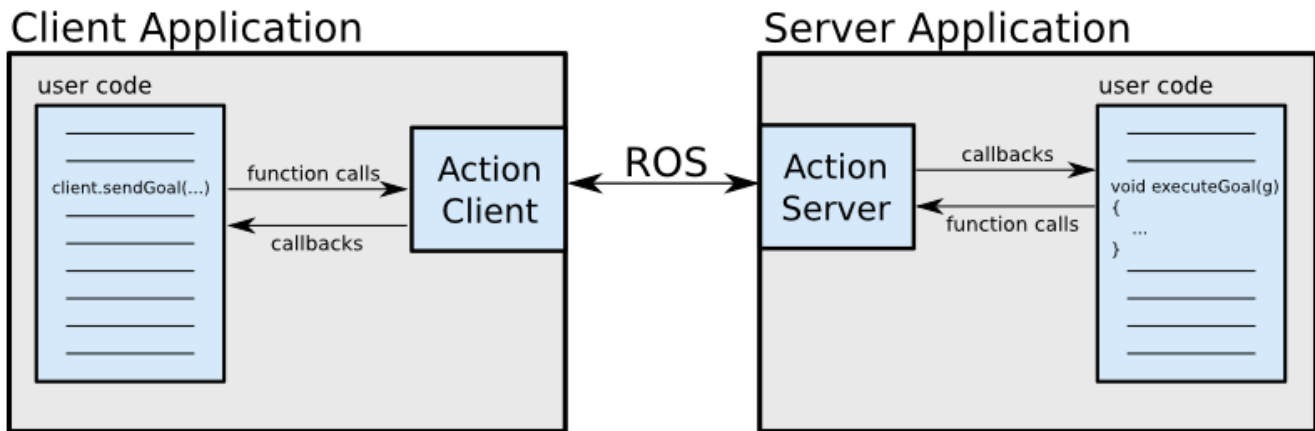 Client Application
user code
client.sendGoal(...)
function calls
callbacks
Action
Client
ROS
Server Application
Action
Server
callbacks
function calls
user code
void executeGoal(g)
{
...
}